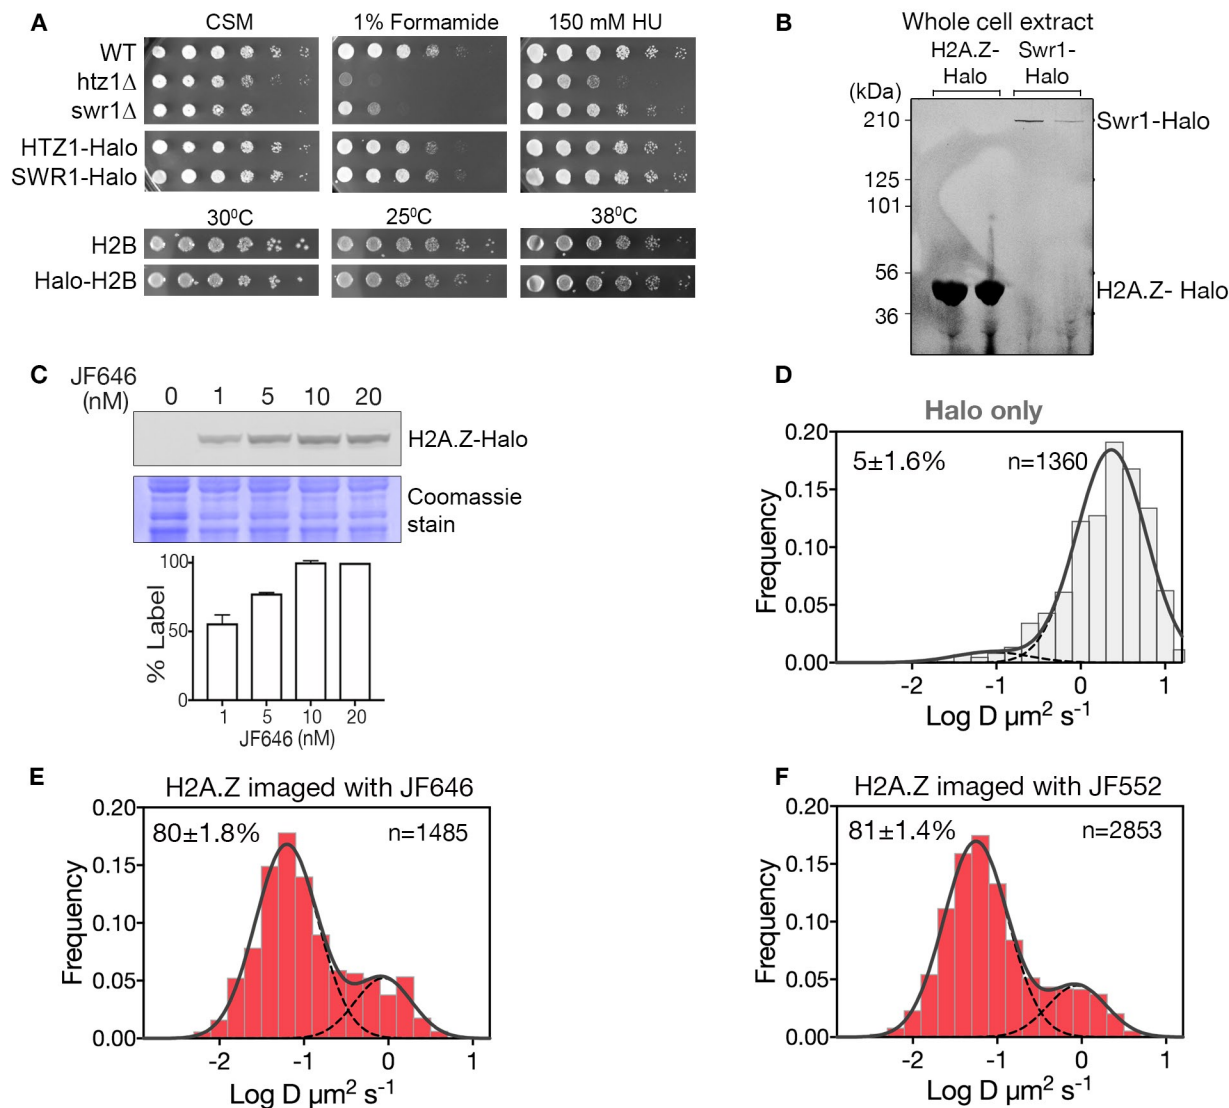 A
CSM
1% Formamide
150 mM HU
WT
htz1Δ
swr1Δ
HTZ1-Halo
SWR1-Halo
30⁰C
25⁰C
38⁰C
H2B
Halo-H2B
B
Whole cell extract
H2A.Z-
Halo
Swr1-
Halo
(kDa)
210
125
101
56
36
Swr1-Halo
H2A.Z- Halo
C
JF646
(nM)
0 1 5 10 20
H2A.Z-Halo
Coomassie
stain
% Label
100
50
0
1 5 10 20
JF646 (nM)
D
Halo only
5±1.6%
n=1360
Frequency
0.20
0.15
0.10
0.05
0.00
-2 -1 0 1
Log D µm² s⁻¹
E
H2A.Z imaged with JF646
80±1.8%
n=1485
Frequency
0.20
0.15
0.10
0.05
0.00
-2 -1 0 1
Log D µm² s⁻¹
F
H2A.Z imaged with JF552
81±1.4%
n=2853
Frequency
0.20
0.15
0.10
0.05
0.00
-2 -1 0 1
Log D µm² s⁻¹